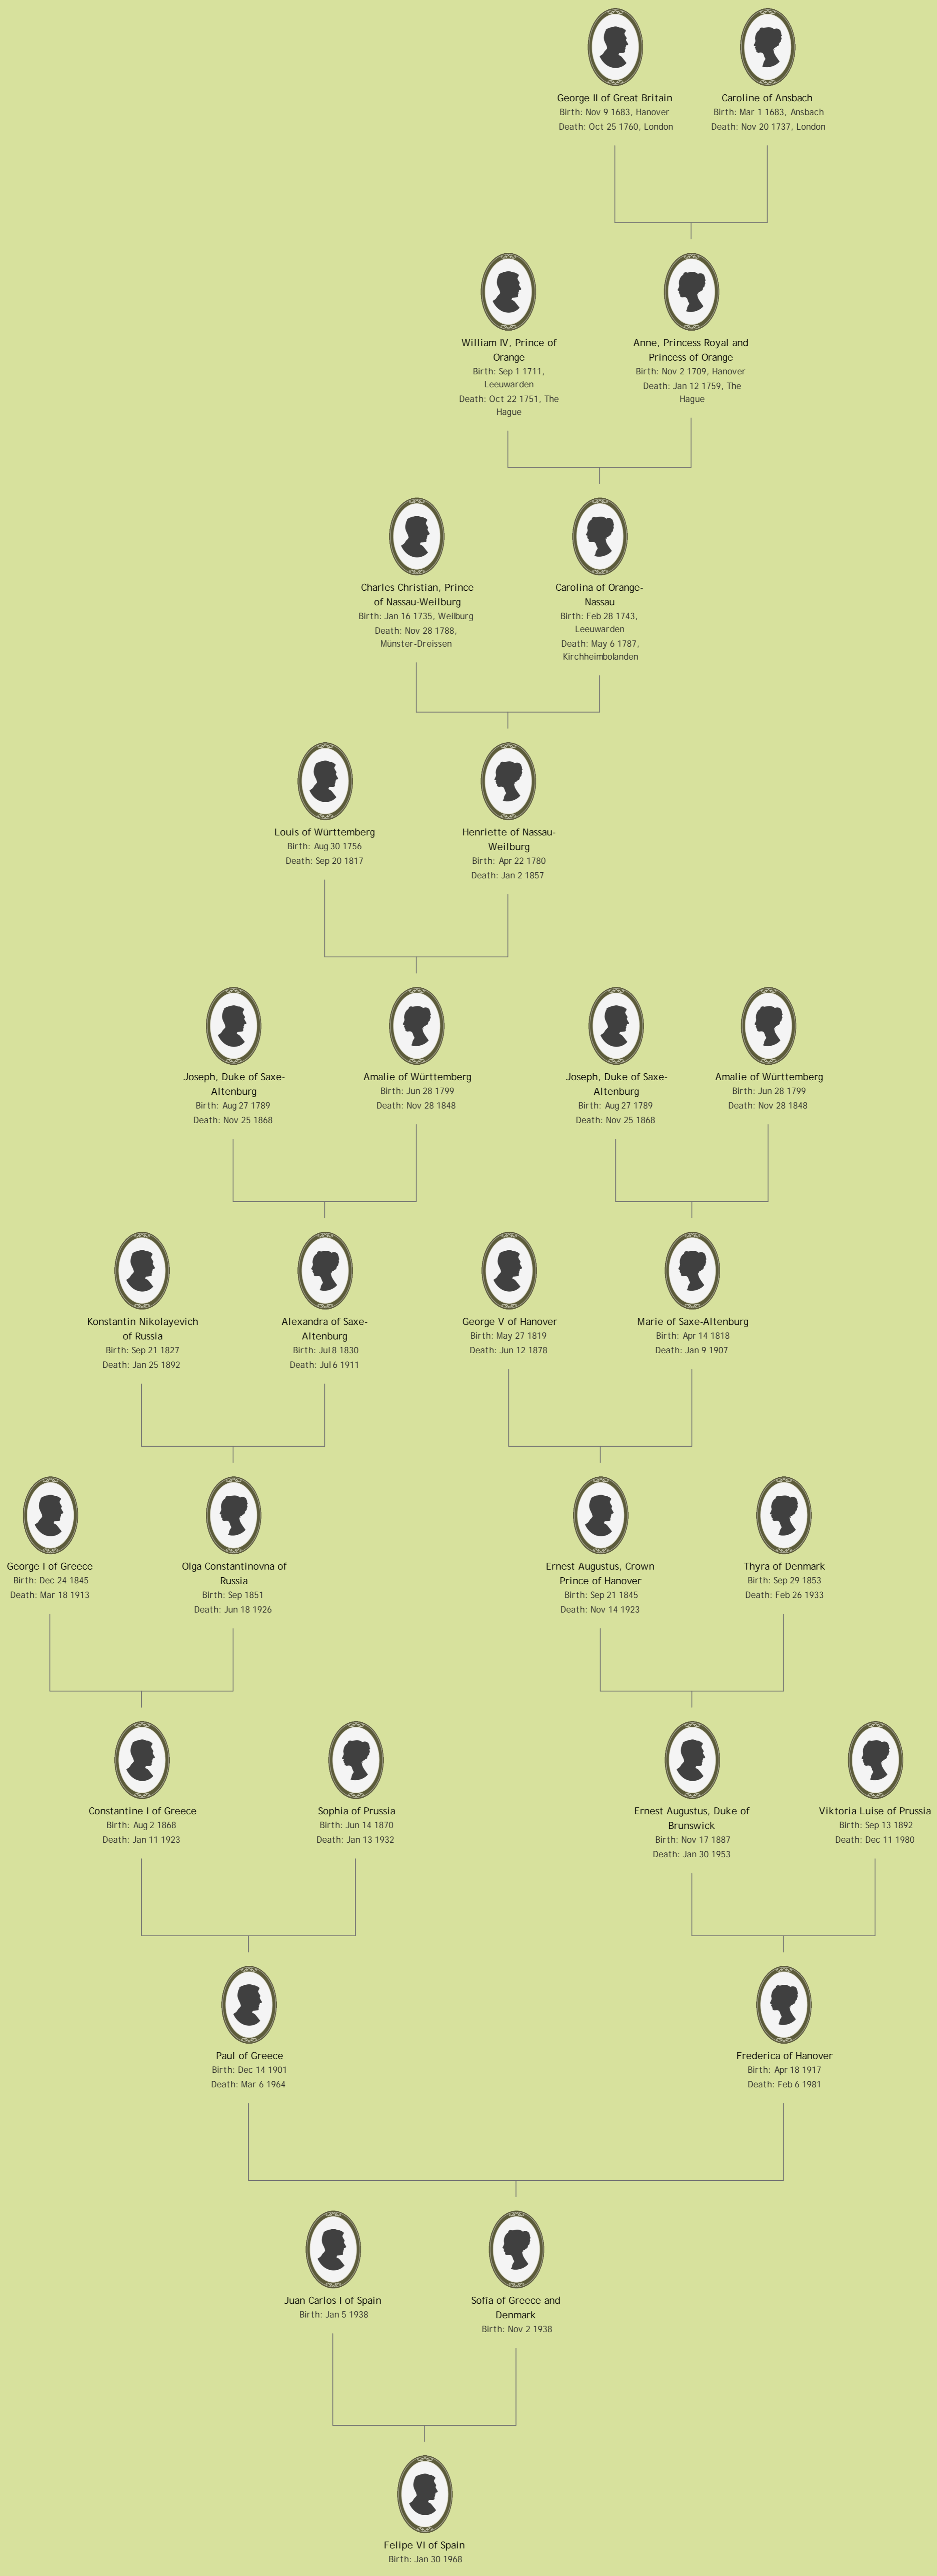 George II of Great Britain
Birth: Nov 9 1683, Hanover
Death: Oct 25 1760, London
Caroline of Ansbach
Birth: Mar 1 1683, Ansbach
Death: Nov 20 1737, London
William IV, Prince of
Orange
Birth: Sep 1 1711,
Leeuwarden
Death: Oct 22 1751, The
Hague
Anne, Princess Royal and
Princess of Orange
Birth: Nov 2 1709, Hanover
Death: Jan 12 1759, The
Hague
Charles Christian, Prince
of Nassau-Weilburg
Birth: Jan 16 1735, Weilburg
Death: Nov 28 1788,
Münster-Dreissen
Carolina of Orange-
Nassau
Birth: Feb 28 1743,
Leeuwarden
Death: May 6 1787,
Kirchheimbolanden
Louis of Württemberg
Birth: Aug 30 1756
Death: Sep 20 1817
Henriette of Nassau-
Weilburg
Birth: Apr 22 1780
Death: Jan 2 1857
Joseph, Duke of Saxe-
Altenburg
Birth: Aug 27 1789
Death: Nov 25 1868
Amalie of Württemberg
Birth: Jun 28 1799
Death: Nov 28 1848
Joseph, Duke of Saxe-
Altenburg
Birth: Aug 27 1789
Death: Nov 25 1868
Amalie of Württemberg
Birth: Jun 28 1799
Death: Nov 28 1848
Konstantin Nikolayevich
of Russia
Birth: Sep 21 1827
Death: Jan 25 1892
Alexandra of Saxe-
Altenburg
Birth: Jul 8 1830
Death: Jul 6 1911
George V of Hanover
Birth: May 27 1819
Death: Jun 12 1878
Marie of Saxe-Altenburg
Birth: Apr 14 1818
Death: Jan 9 1907
George I of Greece
Birth: Dec 24 1845
Death: Mar 18 1913
Olga Constantinovna of
Russia
Birth: Sep 1851
Death: Jun 18 1926
Ernest Augustus, Crown
Prince of Hanover
Birth: Sep 21 1845
Death: Nov 14 1923
Thyra of Denmark
Birth: Sep 29 1853
Death: Feb 26 1933
Constantine I of Greece
Birth: Aug 2 1868
Death: Jan 11 1923
Sophia of Prussia
Birth: Jun 14 1870
Death: Jan 13 1932
Ernest Augustus, Duke of
Brunswick
Birth: Nov 17 1887
Death: Jan 30 1953
Viktoria Luise of Prussia
Birth: Sep 13 1892
Death: Dec 11 1980
Paul of Greece
Birth: Dec 14 1901
Death: Mar 6 1964
Frederica of Hanover
Birth: Apr 18 1917
Death: Feb 6 1981
Juan Carlos I of Spain
Birth: Jan 5 1938
Sofía of Greece and
Denmark
Birth: Nov 2 1938
Felipe VI of Spain
Birth: Jan 30 1968